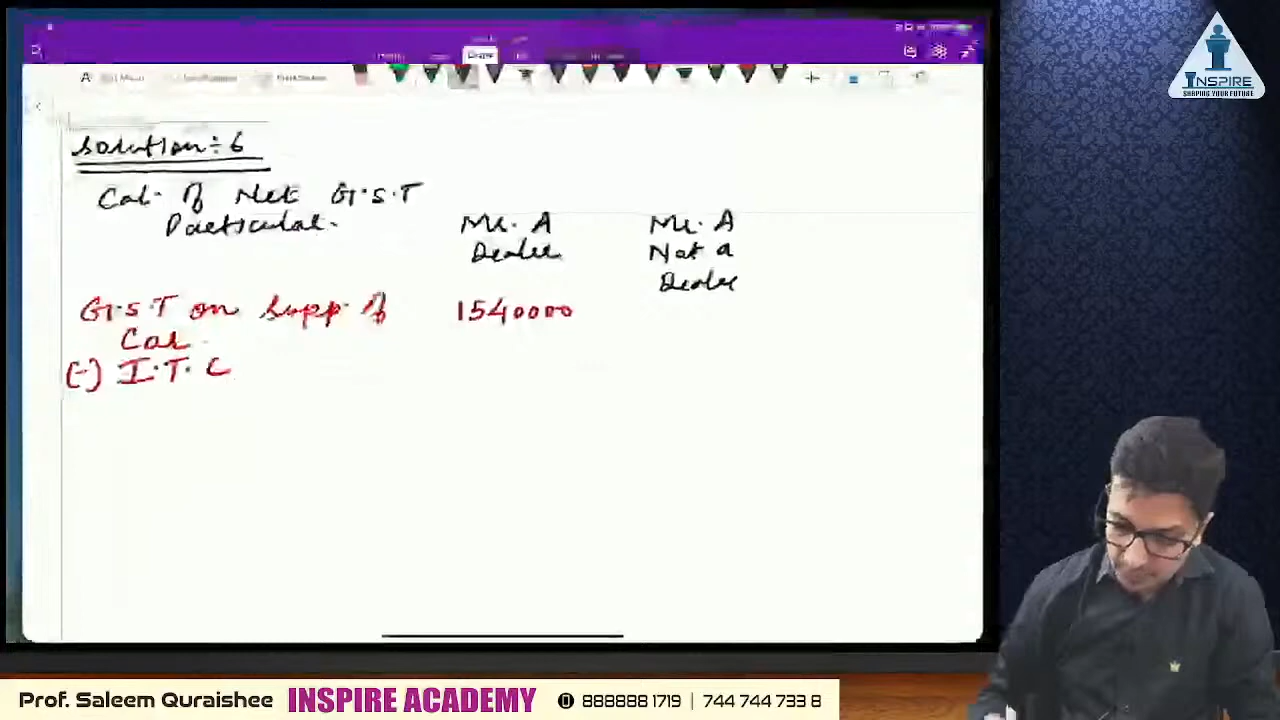 INSPIRE
SHAPING YOUR FUTURE
Draw
Solution ÷ 6
Cal. of Net G.S.T
Particular.
Mr. A
Dealer
Mr. A
Not a
Dealer
G.S.T on Supp. of
Car
1540000
(-) I.T.C
Prof. Saleem Quraishee
INSPIRE ACADEMY
888888 1719 | 744 744 733 8